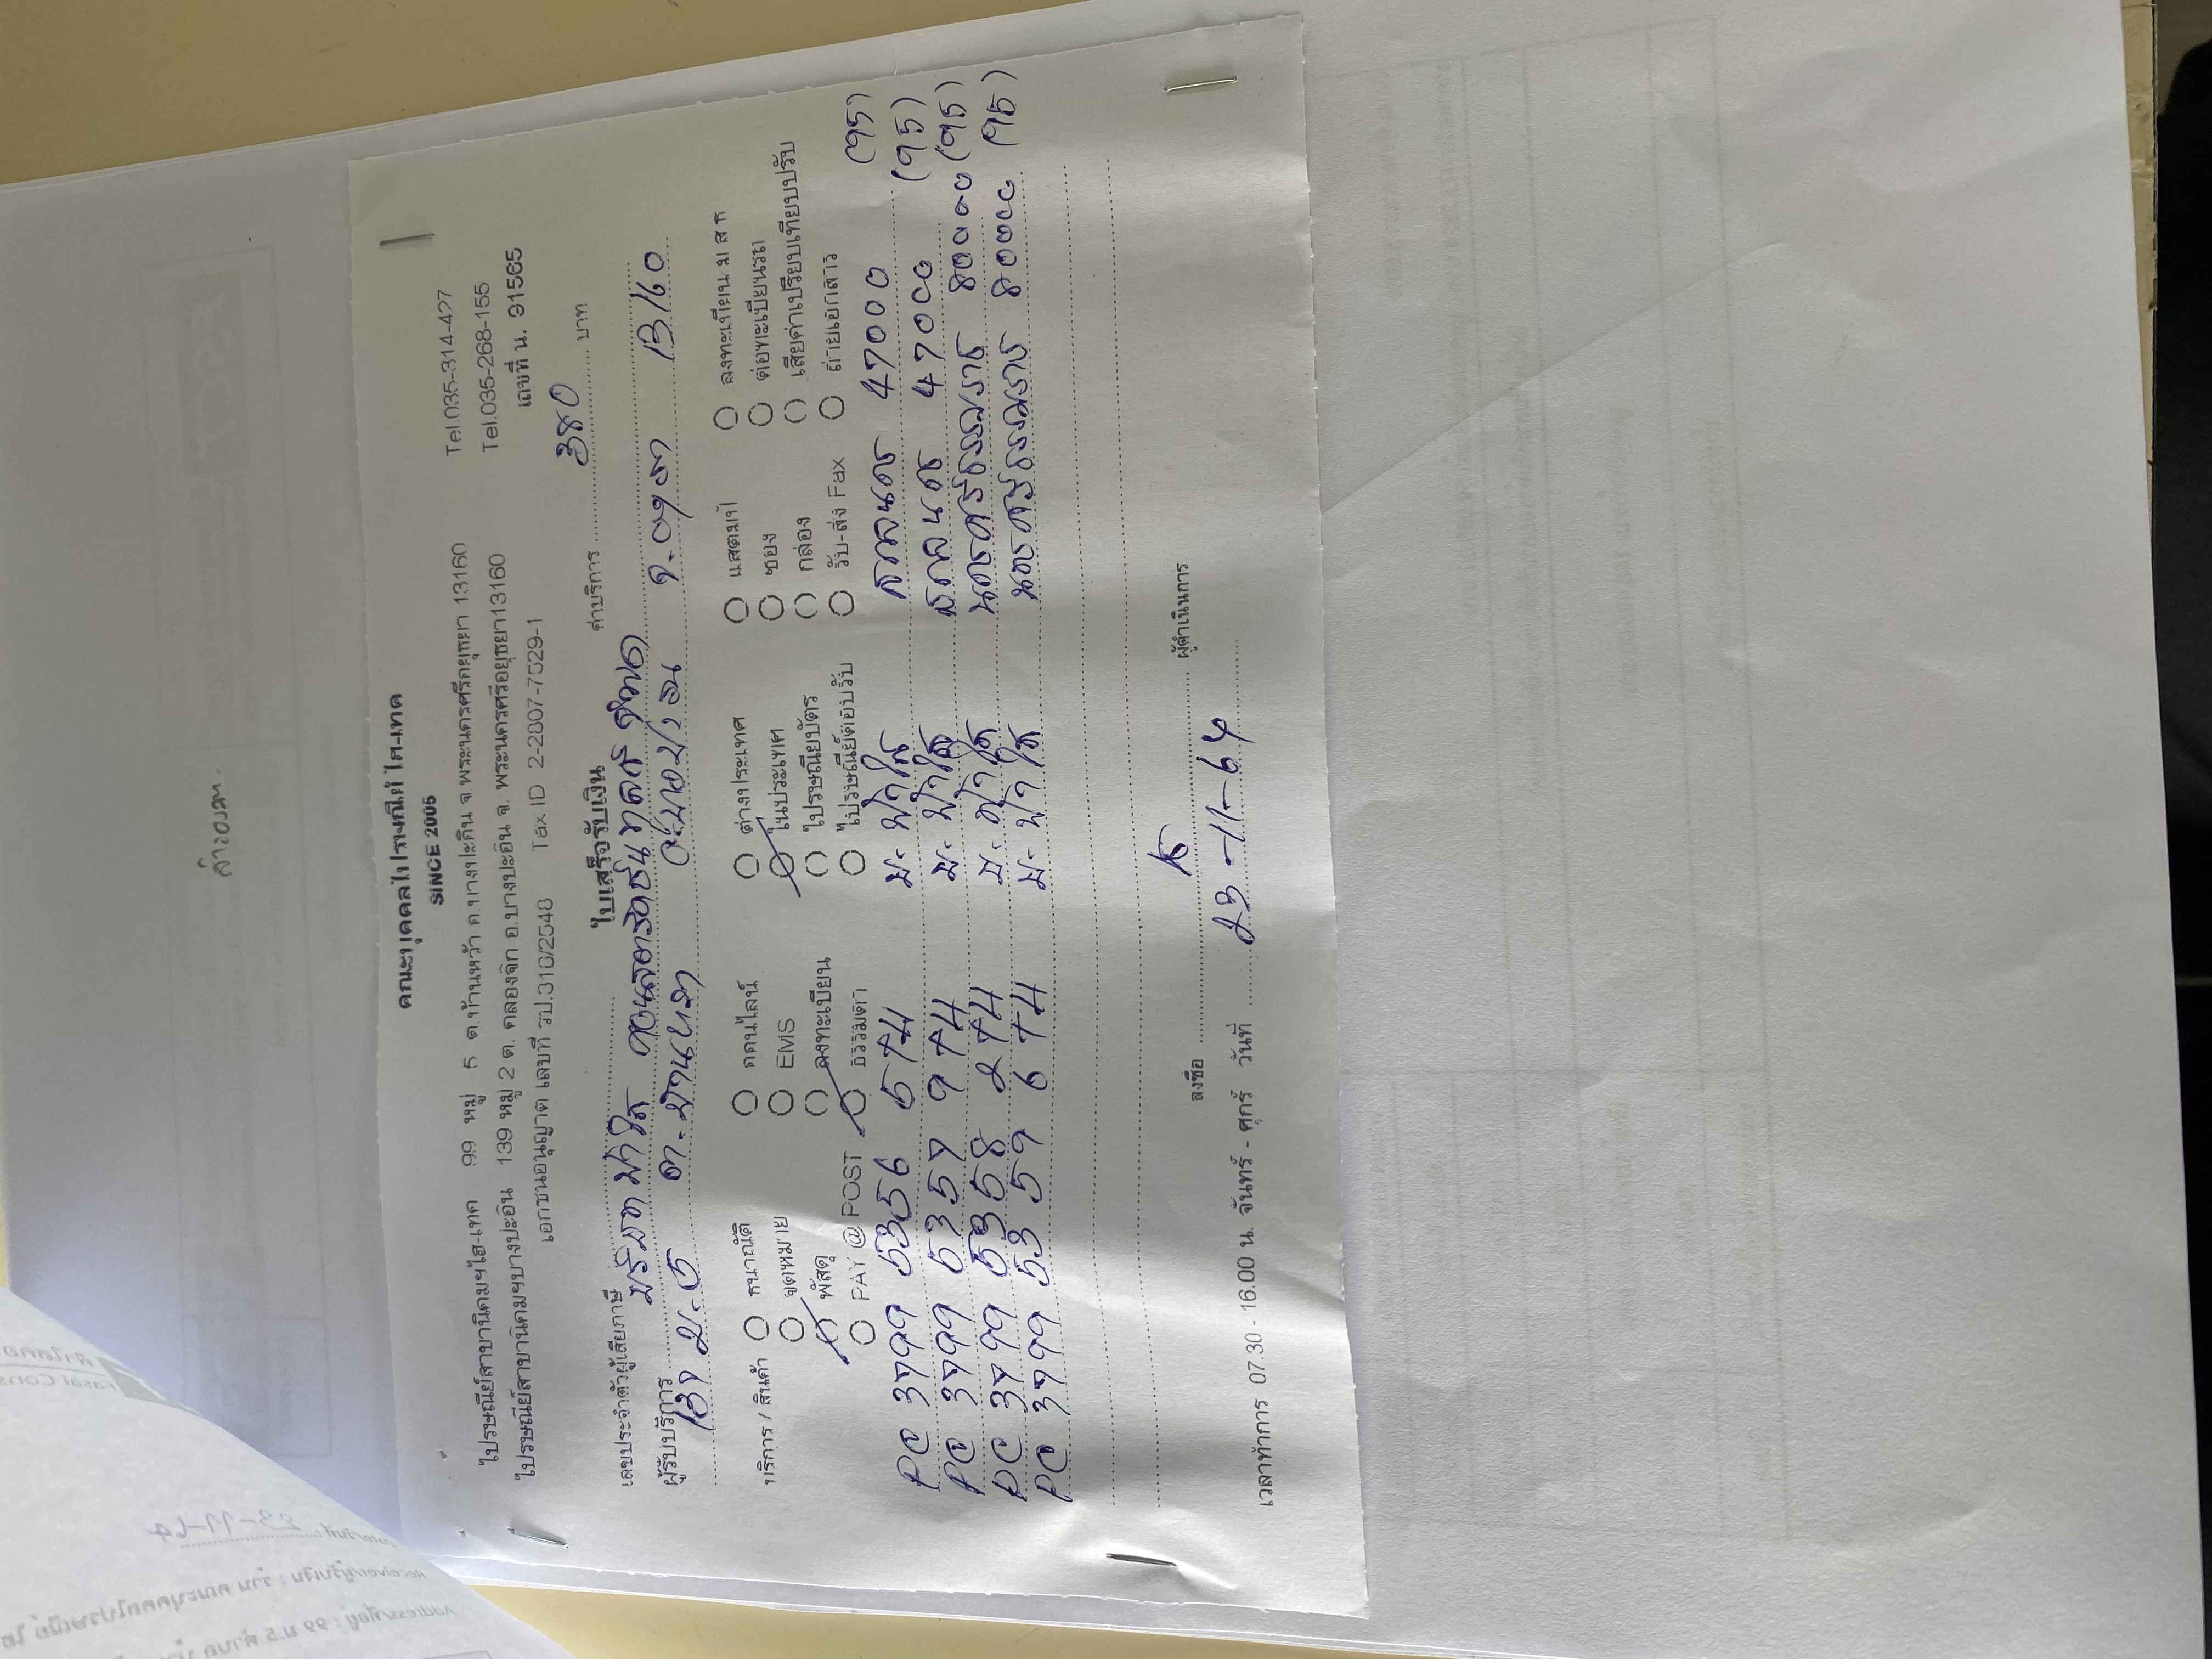 คณะบุคคลไปรษณีย์ ไฮ-เทค
SINCE 2005
ไปรษณีย์สาขานิคมฯไฮ-เทค 99 หมู่ 5 ต.บ้านหว้า อ.บางปะอิน จ.พระนครศรีอยุธยา 13160 Tel.035-314-427
ไปรษณีย์สาขานิคมฯบางปะอิน 139 หมู่ 2 ต. คลองจิก อ.บางปะอิน จ. พระนครศรีอยุธยา13160 Tel.035-268-155
เอกชนอนุญาต เลขที่ รป.316/2548 Tax ID 2-2807-7529-1 เลขที่ น. 91565
เลขประจำตัวผู้เสียภาษี ใบเสร็จรับเงิน ค่าบริการ 380 บาท
ผู้รับบริการ บริษัท ฟ้าใส คอนสตรัคชั่น จำกัด
ม.5 ต.บ้านหว้า อ.บางปะอิน จ.อยุธยา 13160
บริการ / สินค้า ธนาณัติ ออนไลน์ ต่างประเทศ แสตมป์ ลงทะเบียน ม ส ธ
จดหมาย EMS ในประเทศ ซอง ต่อทะเบียนรถ
พัสดุ ลงทะเบียน ไปรษณียบัตร กล่อง เสียค่าเปรียบเทียบปรับ
PAY @ POST ธรรมดา ไปรษณีย์ตอบรับ รับ-ส่ง Fax ถ่ายเอกสาร
PC 3799 5356 5TH บ. ฟ้าใส สกลนคร 47000 (95)
PC 3799 5357 9TH บ. ฟ้าใส สกลนคร 47000 (95)
PC 3799 5358 2TH บ. ฟ้าใส นครศรีธรรมราช 80000 (95)
PC 3799 5359 6TH บ. ฟ้าใส นครศรีธรรมราช 80000 (95)
ลงชื่อ ผู้ดำเนินการ
เวลาทำการ 07.30 - 16.00 น. จันทร์ - ศุกร์ วันที่ 23-11-64